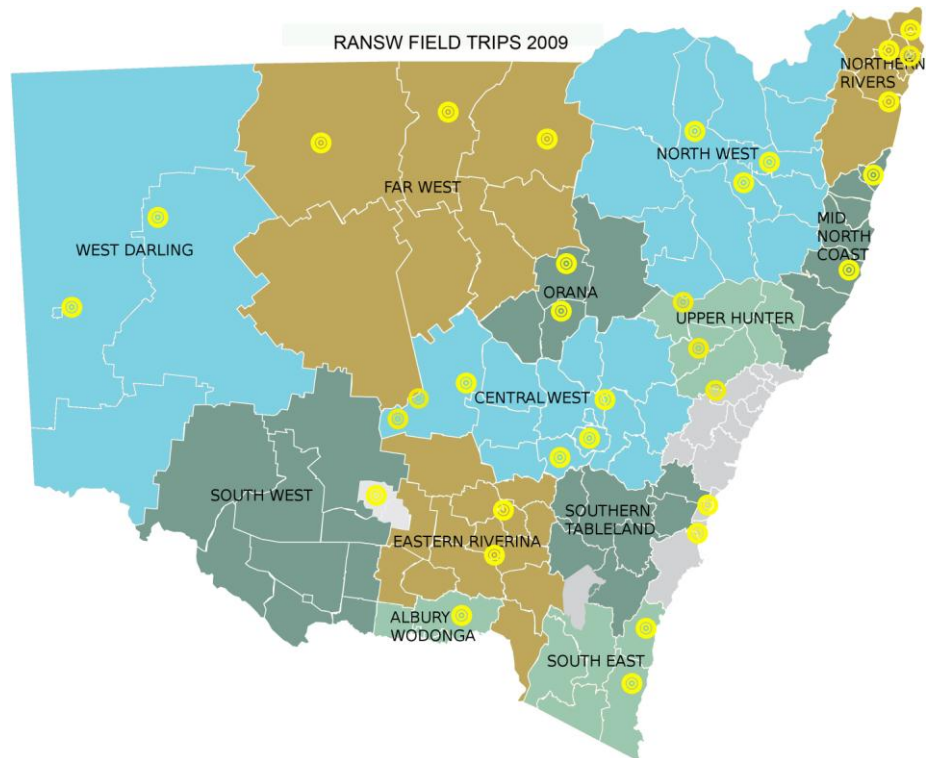 RANSW FIELD TRIPS 2009
NORTHERN
RIVERS
NORTH WEST
FAR WEST
MID
NORTH
COAST
WEST DARLING
ORANA
UPPER HUNTER
CENTRAL WEST
SOUTH WEST
SOUTHERN
TABLELAND
EASTERN RIVERINA
ALBURY
WODONGA
SOUTH EAST